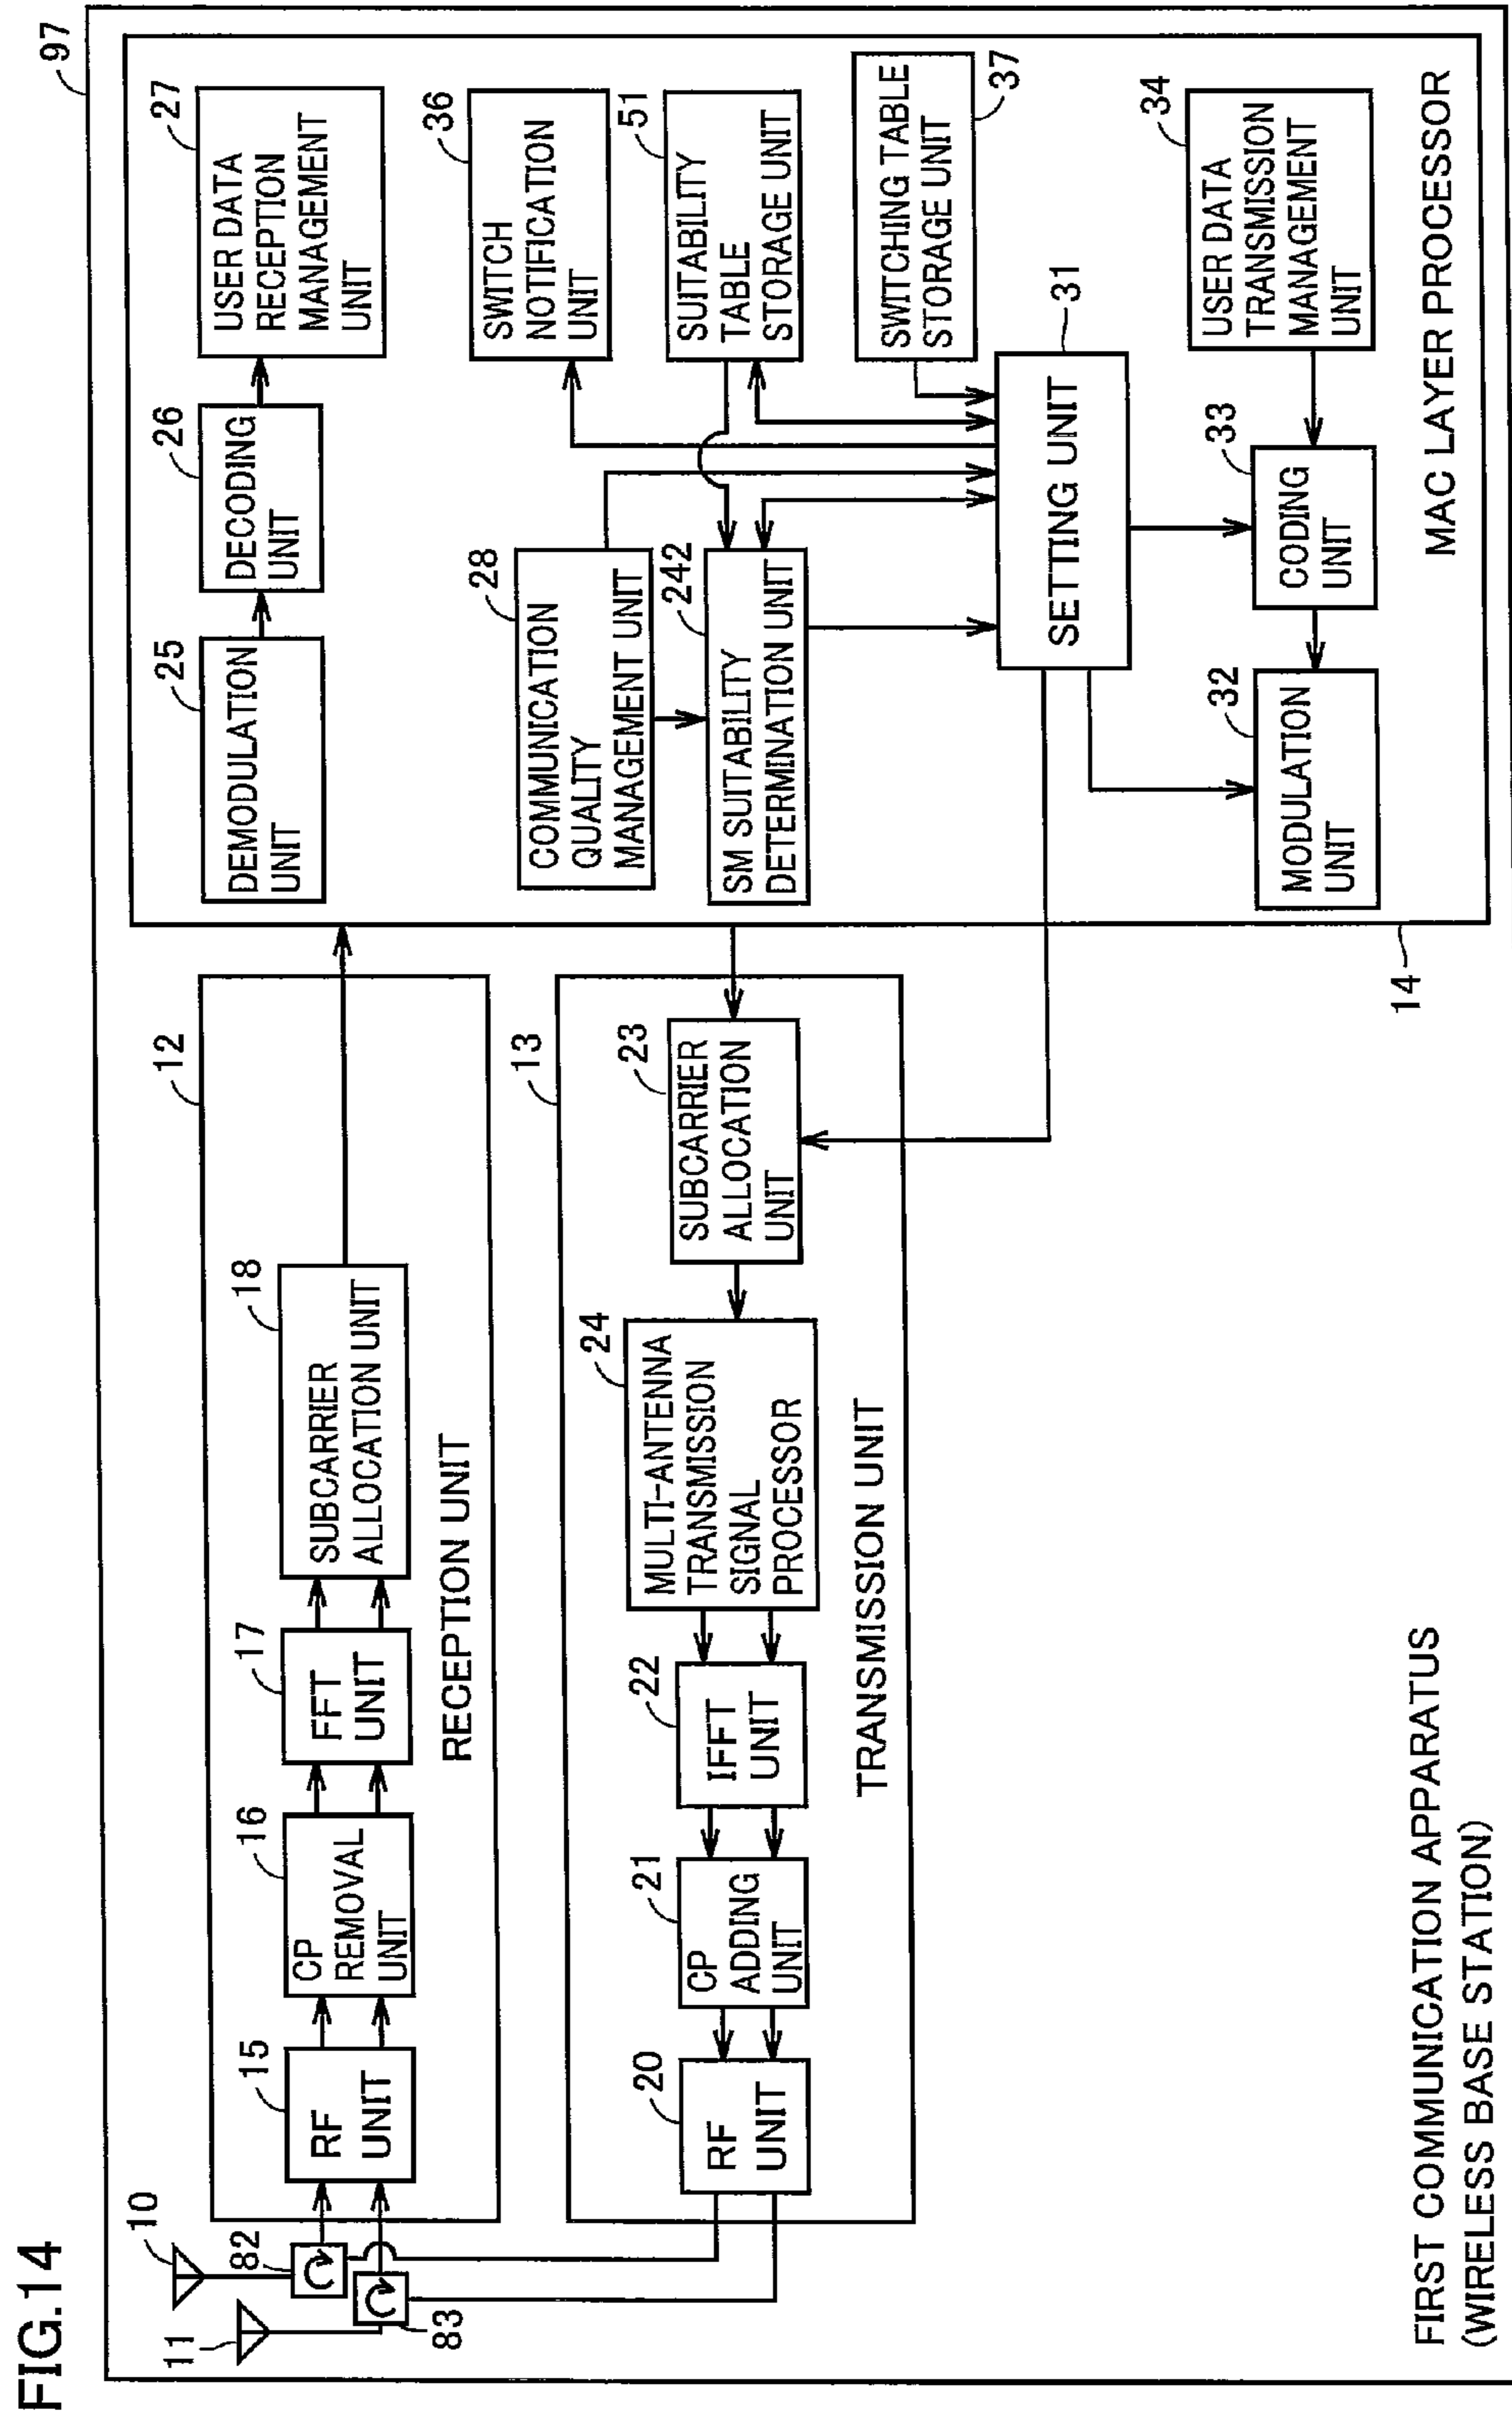 FIG.14
97
10
11
82
83
12
15
RF
UNIT
16
CP
REMOVAL
UNIT
17
FFT
UNIT
18
SUBCARRIER
ALLOCATION UNIT
RECEPTION UNIT
13
20
RF
UNIT
21
CP
ADDING
UNIT
22
IFFT
UNIT
24
MULTI-ANTENNA
TRANSMISSION
SIGNAL
PROCESSOR
23
SUBCARRIER
ALLOCATION
UNIT
TRANSMISSION UNIT
25
DEMODULATION
UNIT
26
DECODING
UNIT
27
USER DATA
RECEPTION
MANAGEMENT
UNIT
28
COMMUNICATION
QUALITY
MANAGEMENT UNIT
36
SWITCH
NOTIFICATION
UNIT
242
SM SUITABILITY
DETERMINATION UNIT
51
SUITABILITY
TABLE
STORAGE UNIT
SWITCHING TABLE
STORAGE UNIT
37
SETTING UNIT
31
32
MODULATION
UNIT
33
CODING
UNIT
34
USER DATA
TRANSMISSION
MANAGEMENT
UNIT
MAC LAYER PROCESSOR
14
FIRST COMMUNICATION APPARATUS
(WIRELESS BASE STATION)